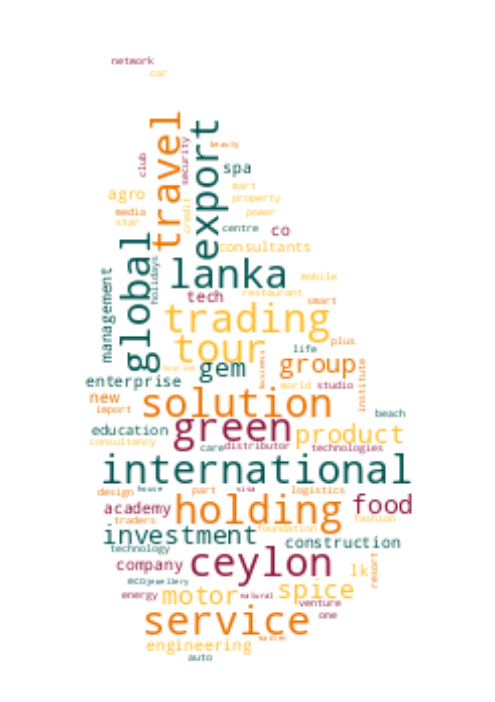 network
car
travel
export
beauty
security
club
spa
mart
agro
property
media
star
credit
power
centre
co
global
consultants
holidays
management
lanka
mobile
tech
restaurant
smart
trading
tour
plus
life
gem
business
group
enterprise
world
studio
institute
new
solution
import
beach
education
green
product
consultancy
care
distributor
technologies
international
design
house
part
visa
logistics
academy
holding
food
traders
foundation
fashion
investment
construction
technology
company
ceylon
lk
resort
eco
jewellery
energy
motor
natural
spice
venture
service
one
master
engineering
auto